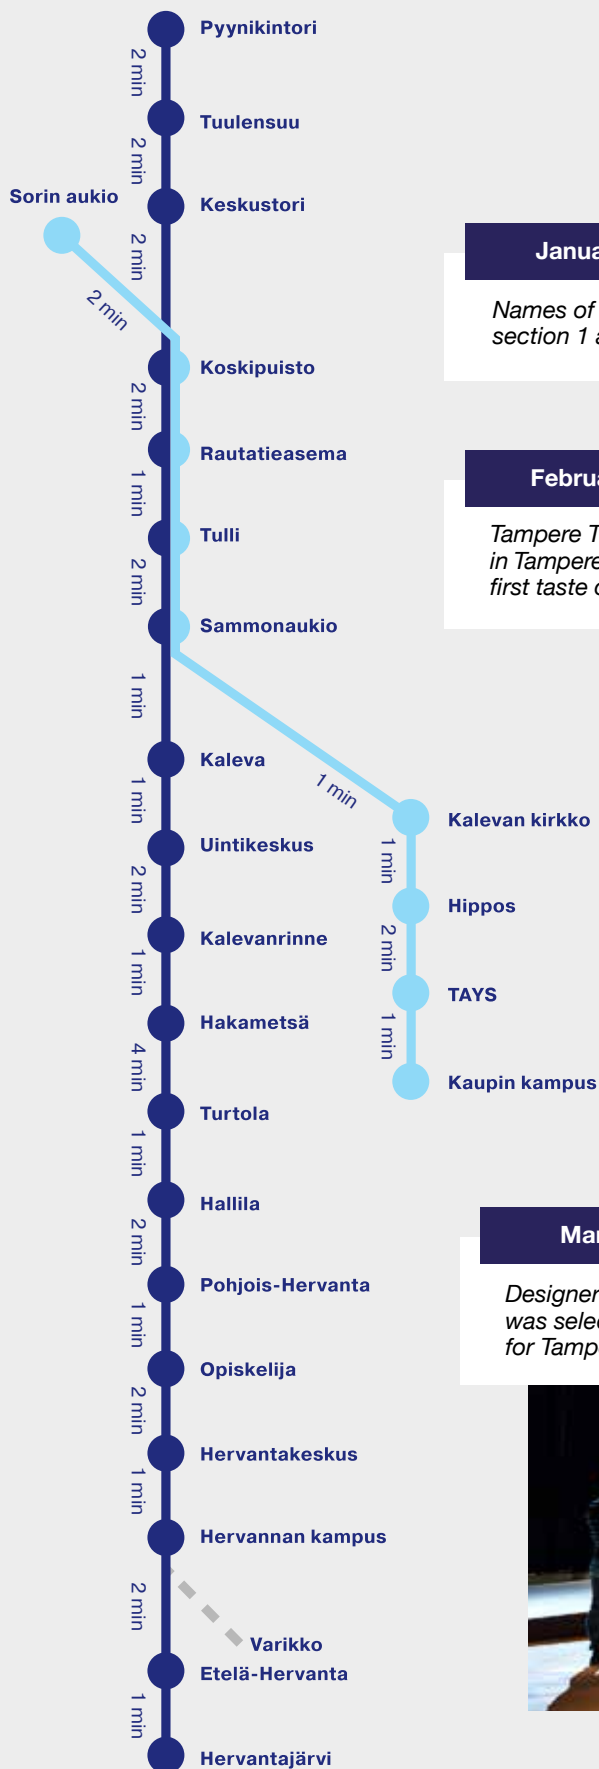 Pyynikintori
2 min
Tuulensuu
2 min
Sorin aukio
Keskustori
2 min
2 min
Koskipuisto
2 min
Rautatieasema
1 min
Tulli
2 min
Sammonaukio
1 min
Kaleva
1 min
1 min
Kalevan kirkko
Uintikeskus
1 min
2 min
Hippos
Kalevanrinne
2 min
1 min
TAYS
Hakametsä
1 min
4 min
Kaupin kampus
Turtola
1 min
Hallila
2 min
Pohjois-Hervanta
1 min
Opiskelija
2 min
Hervantakeskus
1 min
Hervannan kampus
2 min
Varikko
Etelä-Hervanta
1 min
Hervantajärvi
Janua
Names of
section 1 a
Februa
Tampere T
in Tampere
first taste o
Mar
Designer
was selec
for Tampe